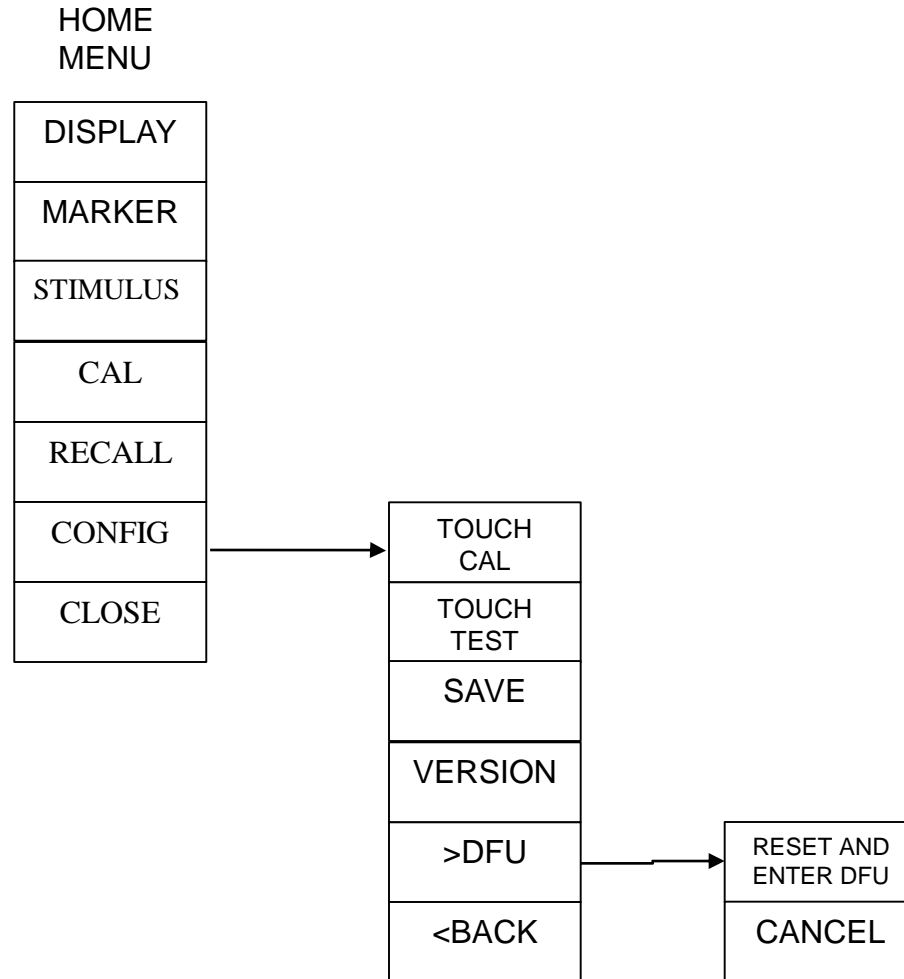 HOME
MENU
DISPLAY
MARKER
STIMULUS
CAL
RECALL
CONFIG
CLOSE
TOUCH
CAL
TOUCH
TEST
SAVE
VERSION
>DFU
<BACK
RESET AND
ENTER DFU
CANCEL